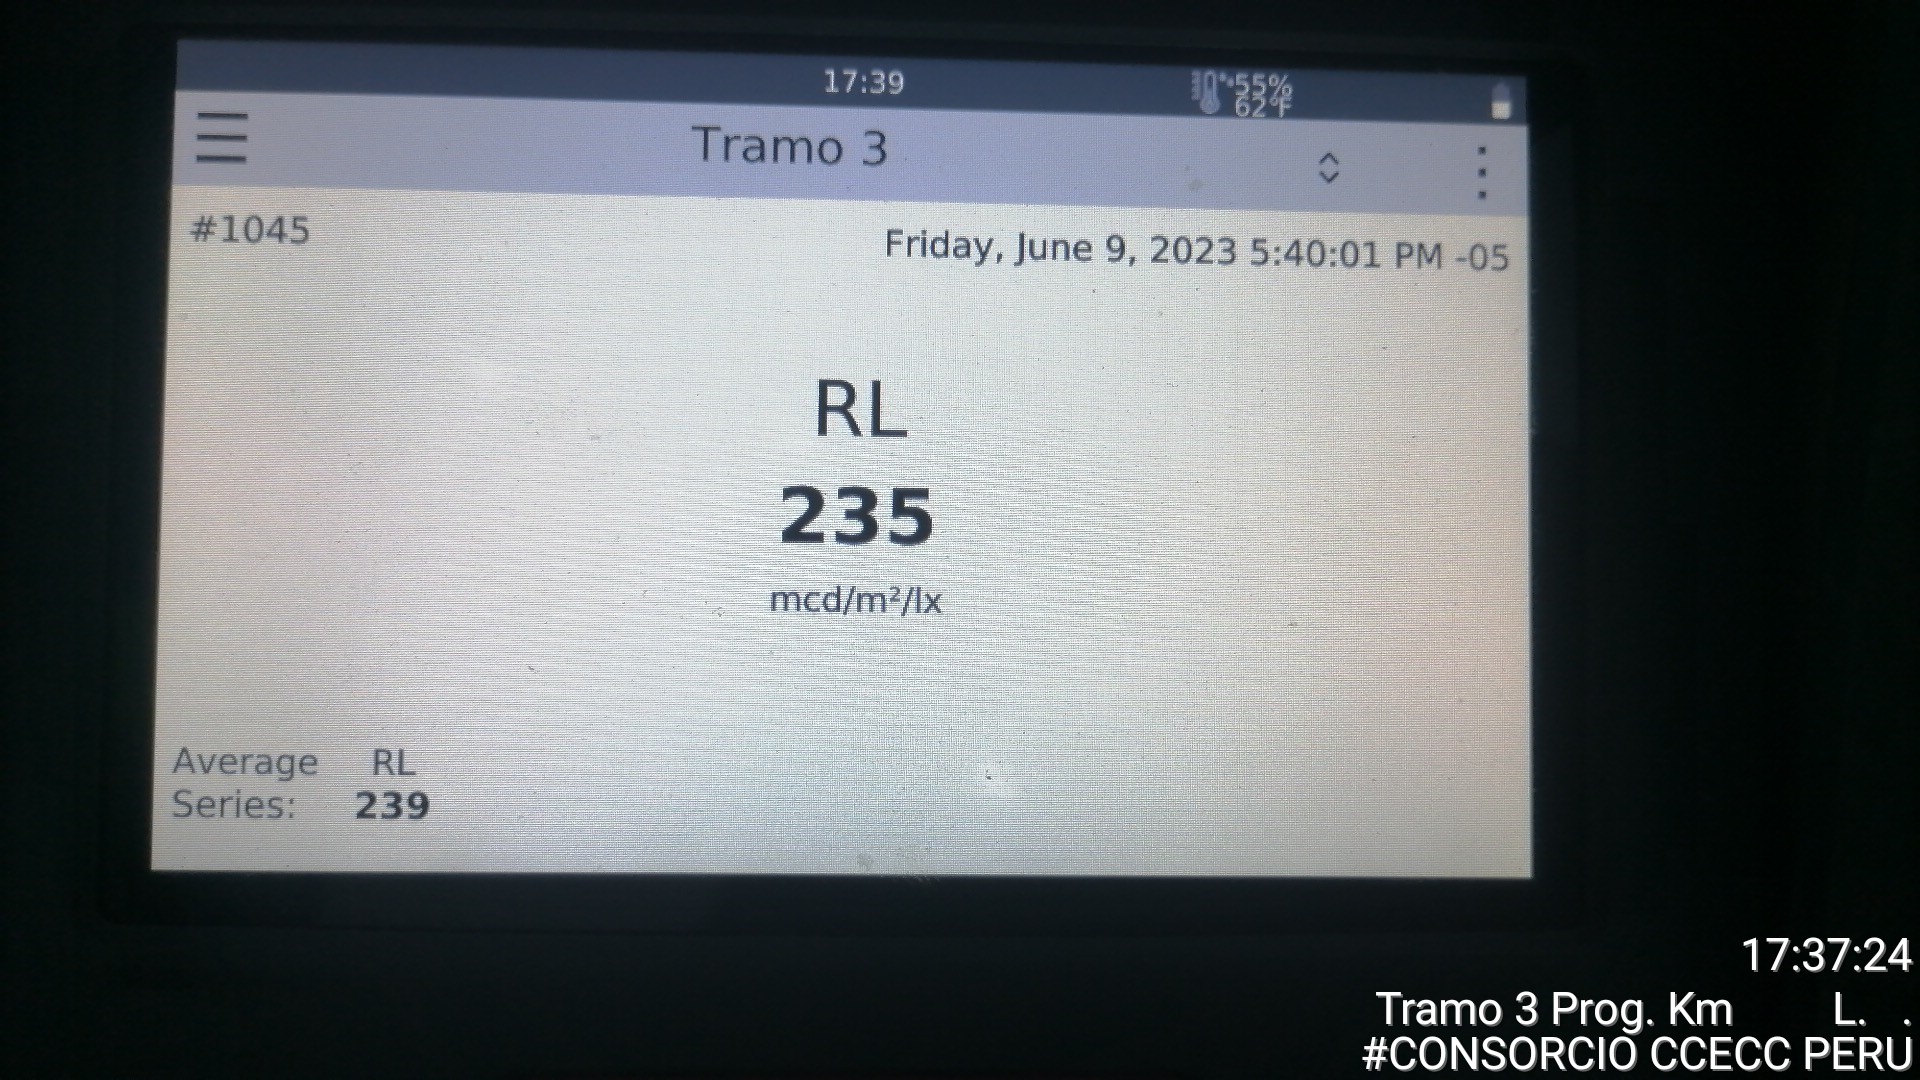 17:39
55%
62°F
Tramo 3
#1045
Friday, June 9, 2023 5:40:01 PM -05
RL
235
mcd/m²/lx
Average RL
Series: 239
17:37:24
Tramo 3 Prog. Km L. .
#CONSORCIO CCECC PERU